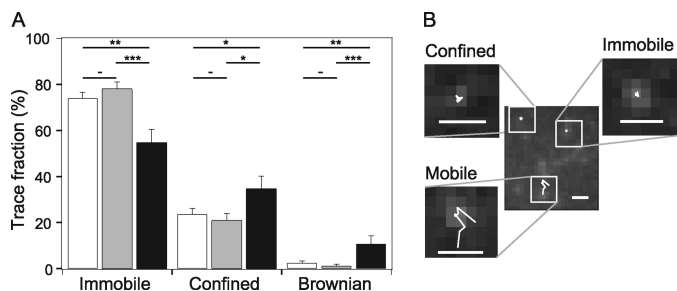 A
B
Trace fraction (%)
100
80
60
40
20
0
** * **
*** * ***
- - -
Immobile Confined Brownian
Confined
Immobile
Mobile